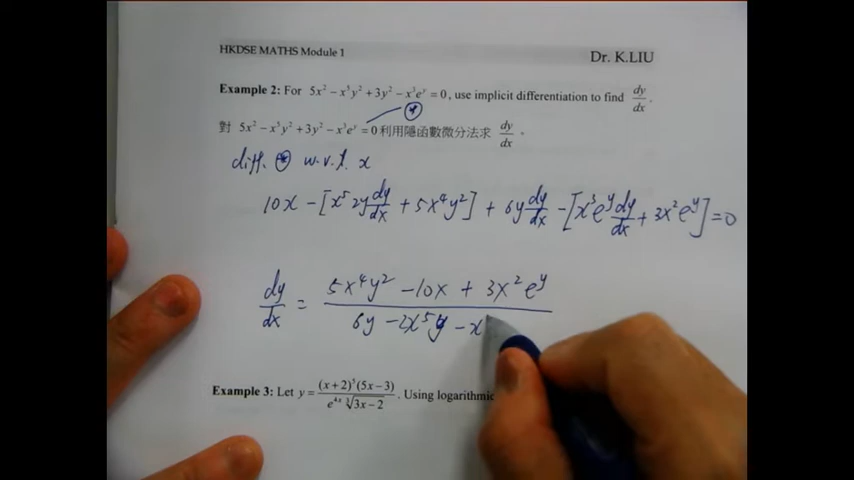 HKDSE MATHS Module 1
Dr. K.LIU
Example 2: For 5x² − x⁵y² + 3y² − x³eʸ = 0, use implicit differentiation to find dy/dx.
對 5x² − x⁵y² + 3y² − x³eʸ = 0 利用隱函數微分法求 dy/dx。
diff. w.r.t. x
10x − [x⁵ 2y dy/dx + 5x⁴y²] + 6y dy/dx − [x³eʸ dy/dx + 3x²eʸ] = 0
dy/dx = (5x⁴y² − 10x + 3x²eʸ) / (6y − 2x⁵y − x
Example 3: Let y = (x+2)⁵(5x−3) / (e⁴ˣ ∛(3x−2)). Using logarithmic